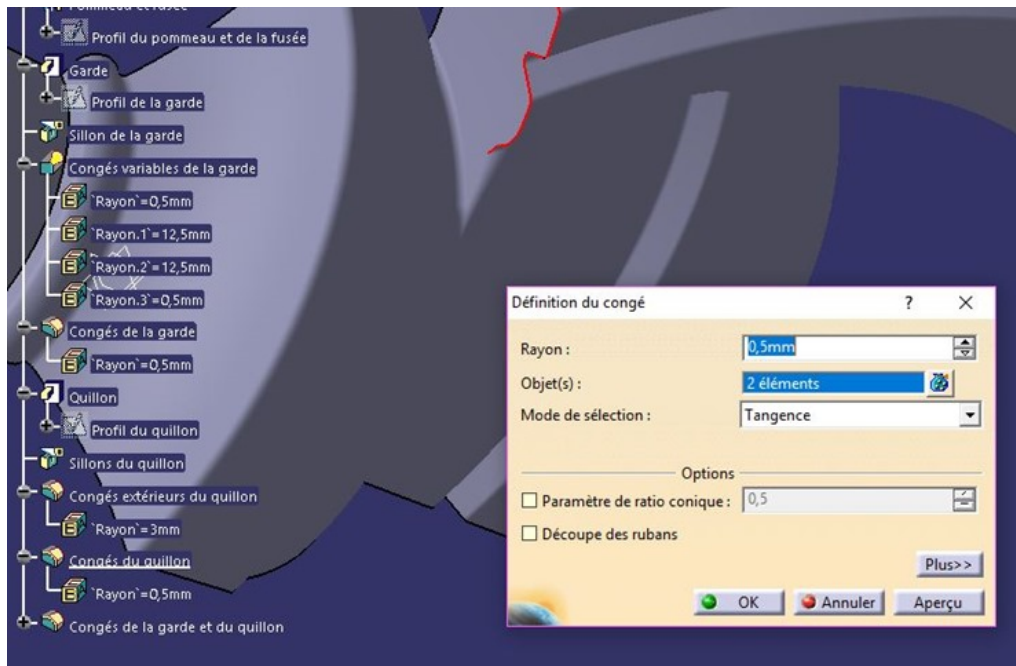 Pommeau et fusée
Profil du pommeau et de la fusée
Garde
Profil de la garde
Sillon de la garde
Congés variables de la garde
`Rayon`=0,5mm
`Rayon.1`=12,5mm
`Rayon.2`=12,5mm
`Rayon.3`=0,5mm
Congés de la garde
`Rayon`=0,5mm
Quillon
Profil du quillon
Sillons du quillon
Congés extérieurs du quillon
`Rayon`=3mm
Congés du quillon
`Rayon`=0,5mm
Congés de la garde et du quillon
Définition du congé ? ×
Rayon : 0,5mm
Objet(s) : 2 éléments
Mode de sélection : Tangence
Options
Paramètre de ratio conique : 0,5
Découpe des rubans
Plus>>
OK Annuler Aperçu